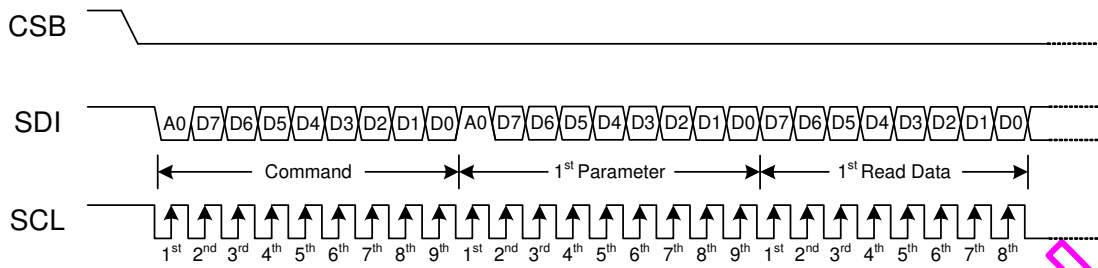 CSB
SDI
A0 D7 D6 D5 D4 D3 D2 D1 D0 A0 D7 D6 D5 D4 D3 D2 D1 D0 D7 D6 D5 D4 D3 D2 D1 D0
Command 1st Parameter 1st Read Data
SCL
1st 2nd 3rd 4th 5th 6th 7th 8th 9th 1st 2nd 3rd 4th 5th 6th 7th 8th 9th 1st 2nd 3rd 4th 5th 6th 7th 8th